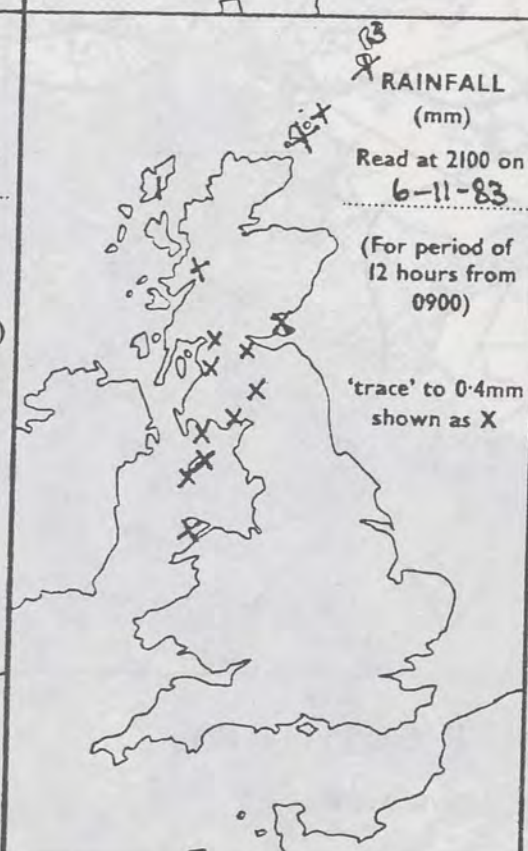 3
X RAINFALL
X (mm)
X Read at 2100 on
6-11-83
(For period of
X 12 hours from
X 0900)
X
X
X 'trace' to 0·4mm
X shown as X
X
X
X
X
X